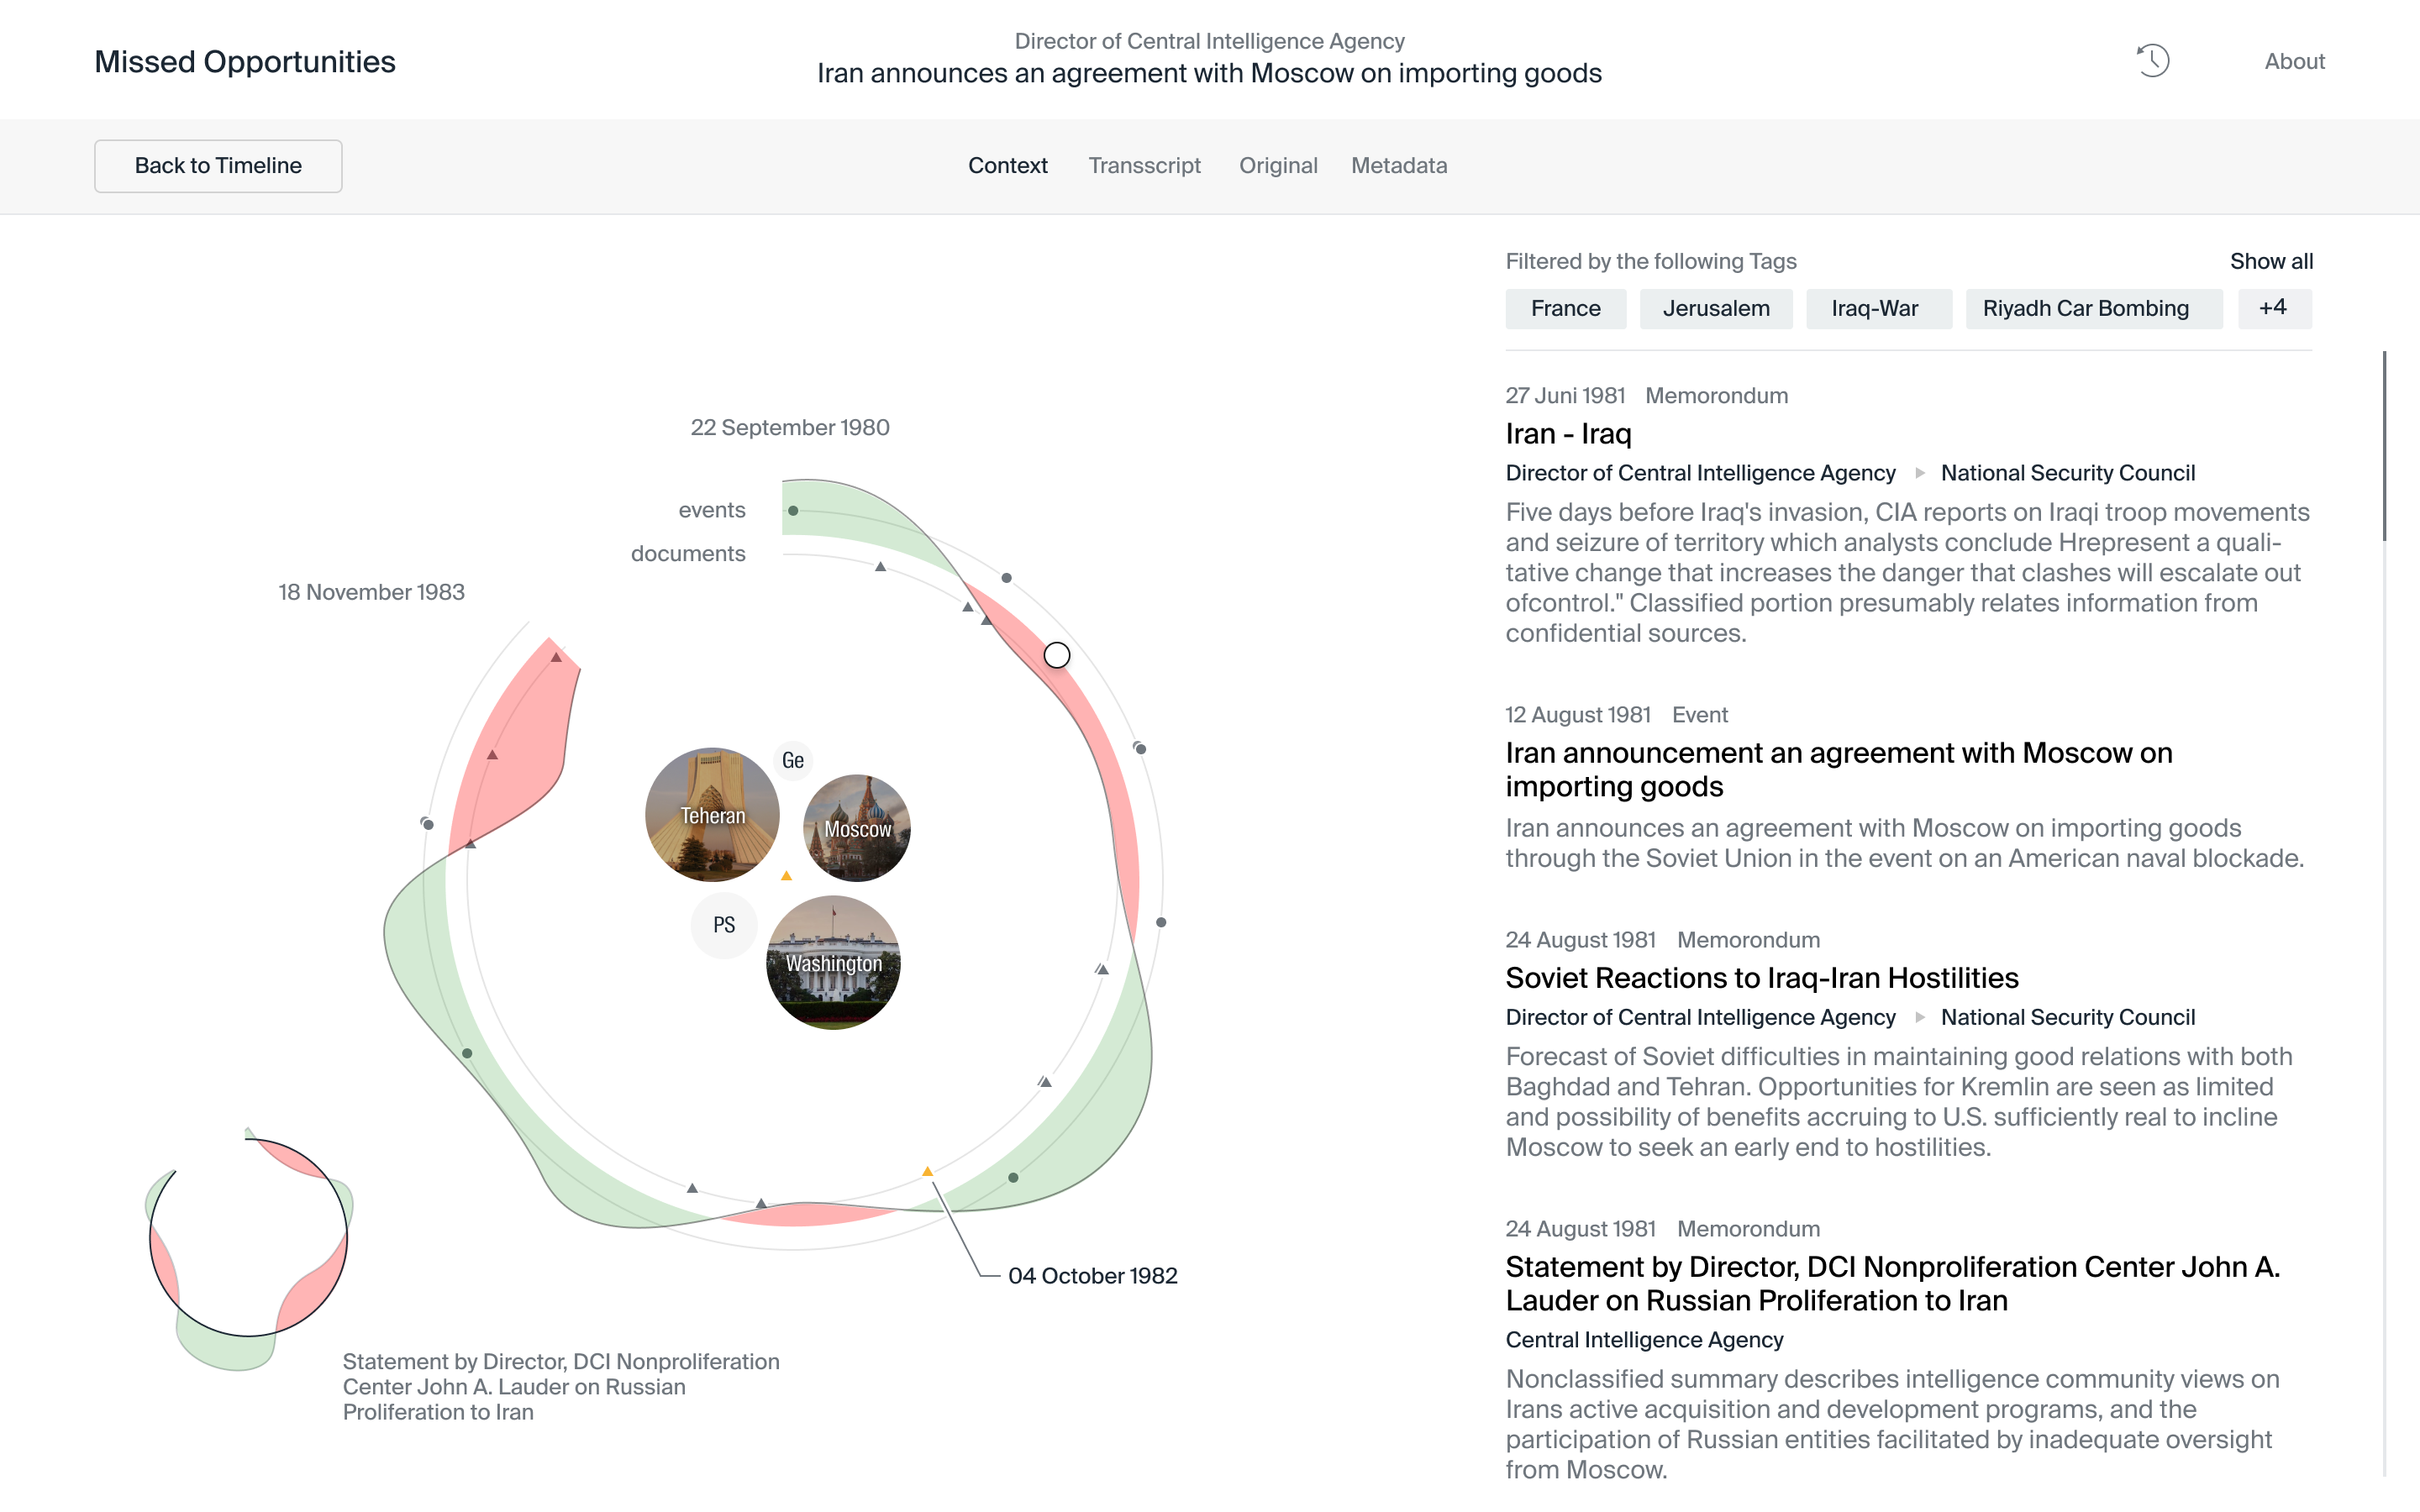 Missed Opportunities
Director of Central Intelligence Agency
Iran announces an agreement with Moscow on importing goods
About
Back to Timeline
Context
Transscript
Original
Metadata
Filtered by the following Tags
Show all
France
Jerusalem
Iraq-War
Riyadh Car Bombing
+4
22 September 1980
events
documents
18 November 1983
Ge
Teheran
Moscow
PS
Washington
04 October 1982
Statement by Director, DCI Nonproliferation
Center John A. Lauder on Russian
Proliferation to Iran
27 Juni 1981 Memorondum
Iran - Iraq
Director of Central Intelligence Agency National Security Council
Five days before Iraq's invasion, CIA reports on Iraqi troop movements
and seizure of territory which analysts conclude Hrepresent a quali-
tative change that increases the danger that clashes will escalate out
ofcontrol." Classified portion presumably relates information from
confidential sources.
12 August 1981 Event
Iran announcement an agreement with Moscow on
importing goods
Iran announces an agreement with Moscow on importing goods
through the Soviet Union in the event on an American naval blockade.
24 August 1981 Memorondum
Soviet Reactions to Iraq-Iran Hostilities
Director of Central Intelligence Agency National Security Council
Forecast of Soviet difficulties in maintaining good relations with both
Baghdad and Tehran. Opportunities for Kremlin are seen as limited
and possibility of benefits accruing to U.S. sufficiently real to incline
Moscow to seek an early end to hostilities.
24 August 1981 Memorondum
Statement by Director, DCI Nonproliferation Center John A.
Lauder on Russian Proliferation to Iran
Central Intelligence Agency
Nonclassified summary describes intelligence community views on
Irans active acquisition and development programs, and the
participation of Russian entities facilitated by inadequate oversight
from Moscow.